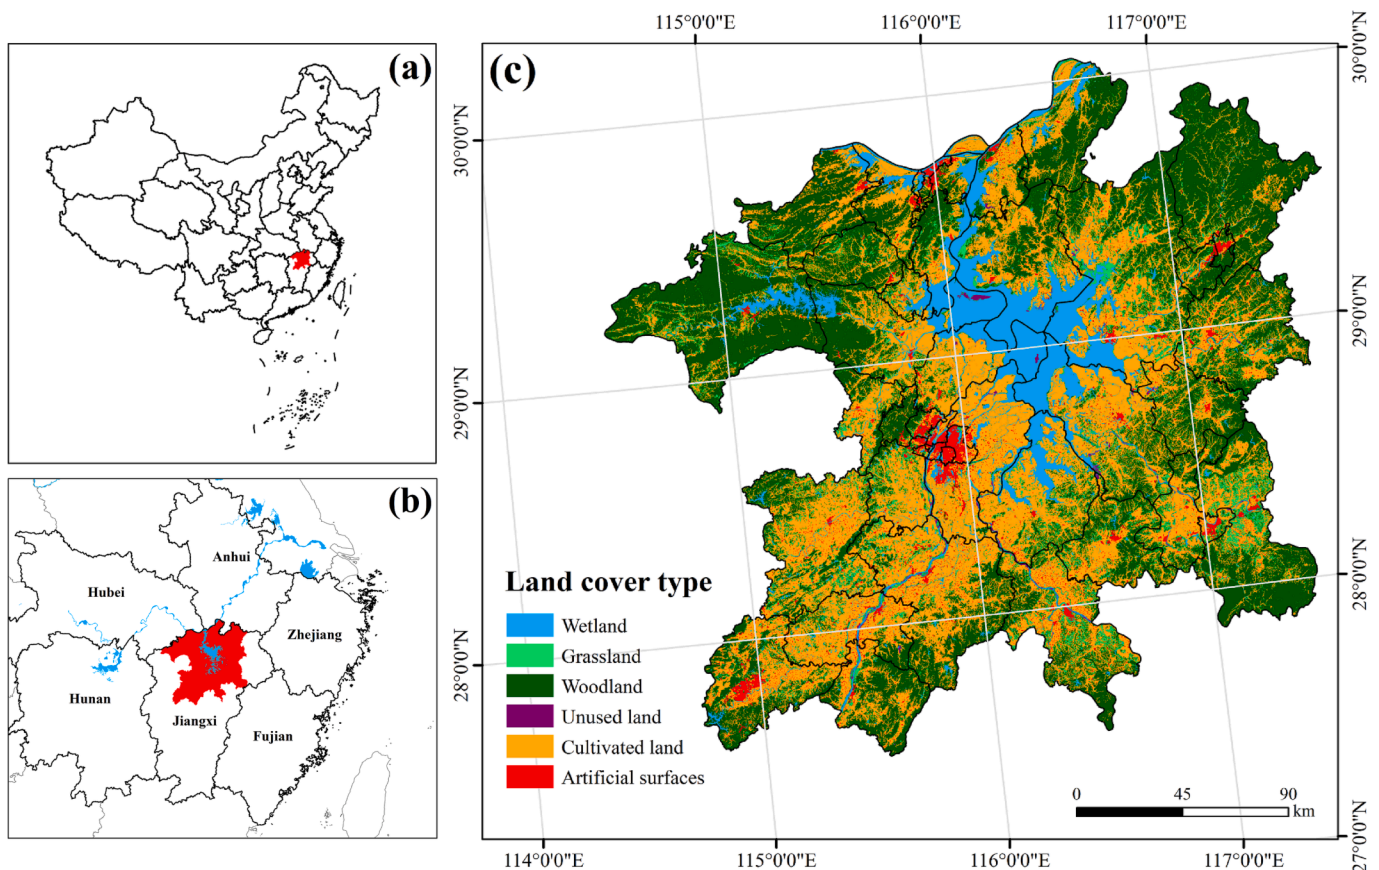 (a)
(b)
Anhui
Hubei
Zhejiang
Hunan
Jiangxi
Fujian
115°0'0"E 116°0'0"E 117°0'0"E
(c)
30°0'0"N
30°0'0"N
29°0'0"N
29°0'0"N
28°0'0"N
28°0'0"N
27°0'0"N
Land cover type
Wetland
Grassland
Woodland
Unused land
Cultivated land
Artificial surfaces
0 45 90
km
114°0'0"E 115°0'0"E 116°0'0"E 117°0'0"E